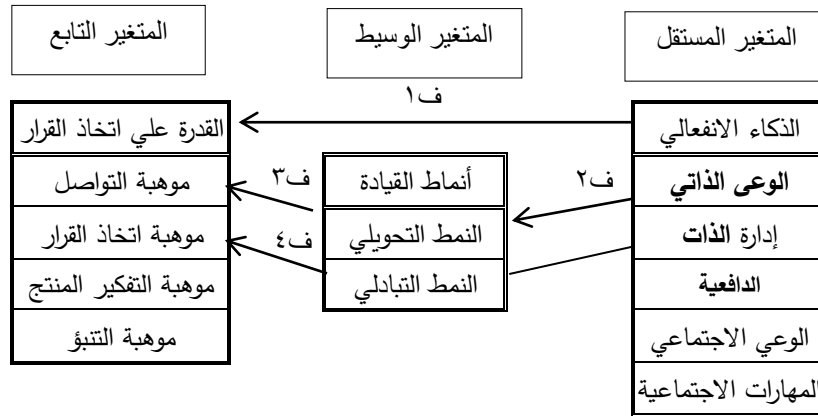 المتغير المستقل
المتغير الوسيط
المتغير التابع
ف١
الذكاء الانفعالي
الوعى الذاتي
إدارة الذات
الدافعية
الوعي الاجتماعي
المهارات الاجتماعية
ف٢
أنماط القيادة
النمط التحويلي
النمط التبادلي
ف٣
ف٤
القدرة علي اتخاذ القرار
موهبة التواصل
موهبة اتخاذ القرار
موهبة التفكير المنتج
موهبة التنبؤ